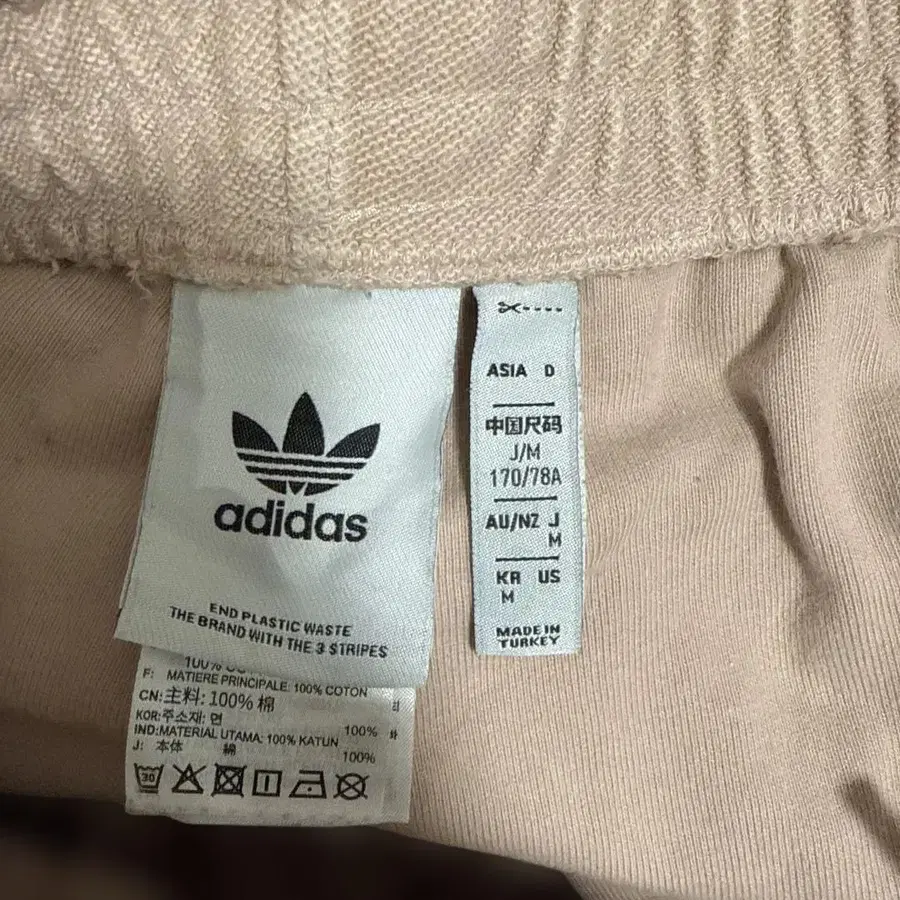 adidas
END PLASTIC WASTE
THE BRAND WITH THE 3 STRIPES
100%
F: MATIERE PRINCIPALE: 100% COTON
CN:主料: 100% 棉
KOR:주소재: 면 100%
IND:MATERIAL UTAMA: 100% KATUN
J: 本体 綿 100%
30
ASIA D
中国尺码
J/M
170/78A
AU/NZ J
M
KR US
M
MADE IN
TURKEY